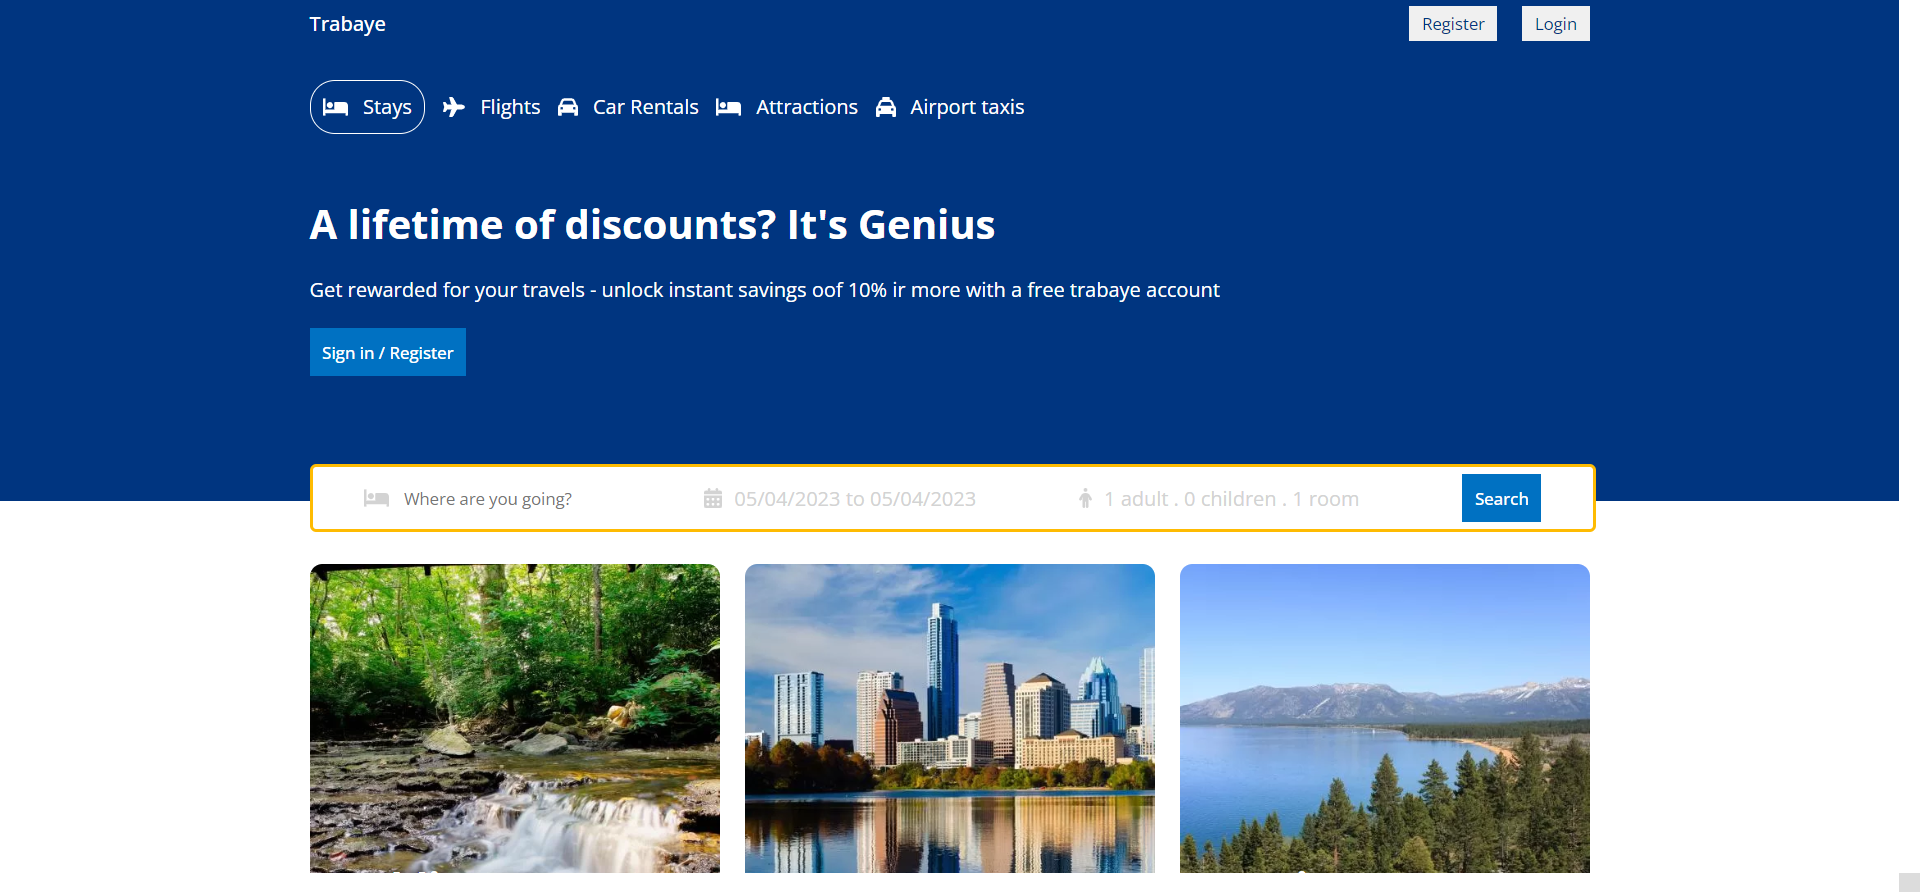 Trabaye
Register
Login
Stays
Flights
Car Rentals
Attractions
Airport taxis
A lifetime of discounts? It's Genius
Get rewarded for your travels - unlock instant savings oof 10% ir more with a free trabaye account
Sign in / Register
Where are you going?
05/04/2023 to 05/04/2023
1 adult . 0 children . 1 room
Search